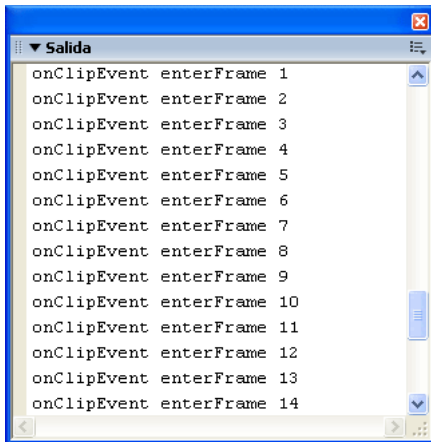 Salida
onClipEvent enterFrame 1
onClipEvent enterFrame 2
onClipEvent enterFrame 3
onClipEvent enterFrame 4
onClipEvent enterFrame 5
onClipEvent enterFrame 6
onClipEvent enterFrame 7
onClipEvent enterFrame 8
onClipEvent enterFrame 9
onClipEvent enterFrame 10
onClipEvent enterFrame 11
onClipEvent enterFrame 12
onClipEvent enterFrame 13
onClipEvent enterFrame 14